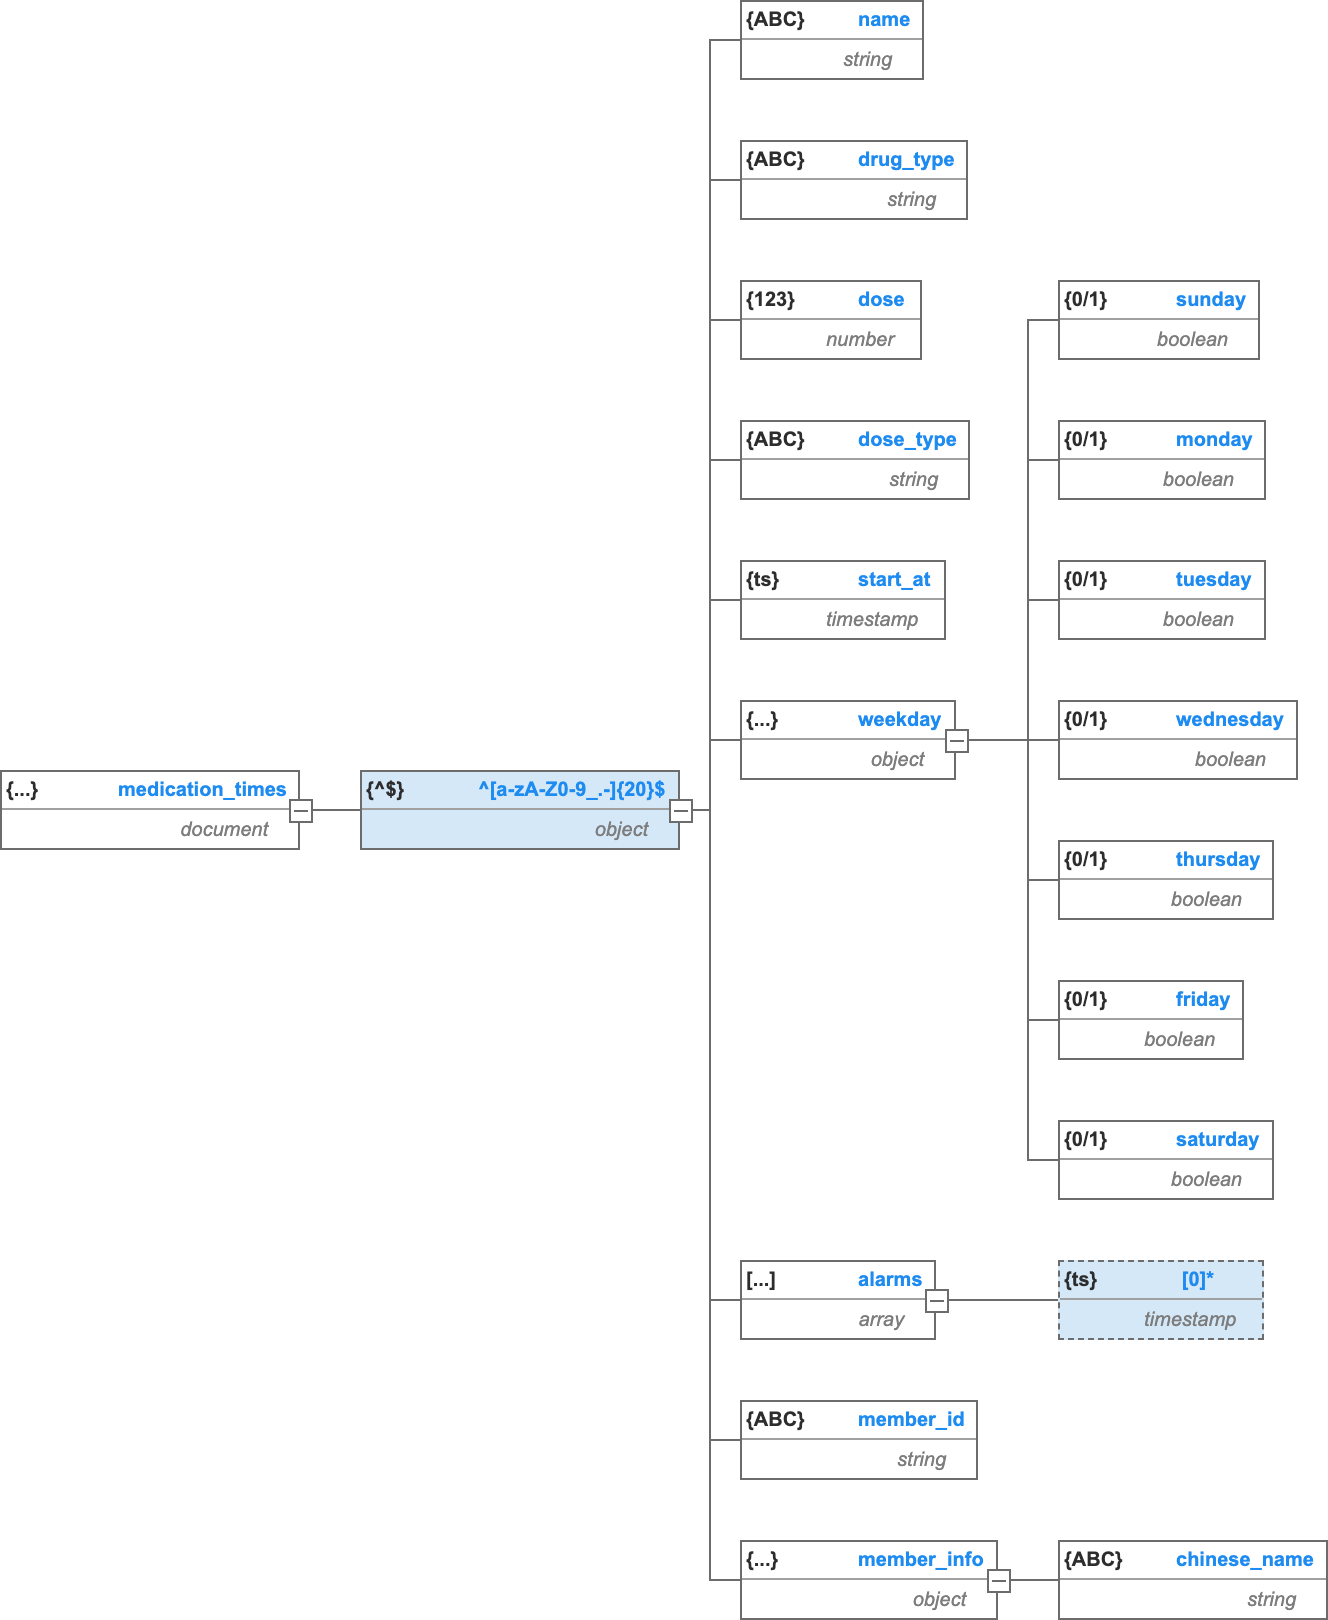 {...} medication_times
document
{^$} ^[a-zA-Z0-9_.-]{20}$
object
{ABC} name
string
{ABC} drug_type
string
{123} dose
number
{ABC} dose_type
string
{ts} start_at
timestamp
{...} weekday
object
{0/1} sunday
boolean
{0/1} monday
boolean
{0/1} tuesday
boolean
{0/1} wednesday
boolean
{0/1} thursday
boolean
{0/1} friday
boolean
{0/1} saturday
boolean
[...] alarms
array
{ts} [0]*
timestamp
{ABC} member_id
string
{...} member_info
object
{ABC} chinese_name
string